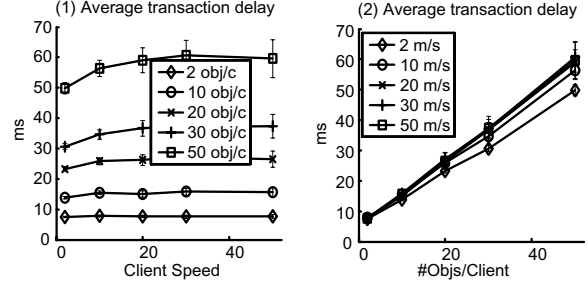 (1) Average transaction delay
70
60
50
40
30
20
10
0
ms
2 obj/c
10 obj/c
20 obj/c
30 obj/c
50 obj/c
0 20 40
Client Speed
(2) Average transaction delay
70
60
50
40
30
20
10
0
ms
2 m/s
10 m/s
20 m/s
30 m/s
50 m/s
0 20 40
#Objs/Client